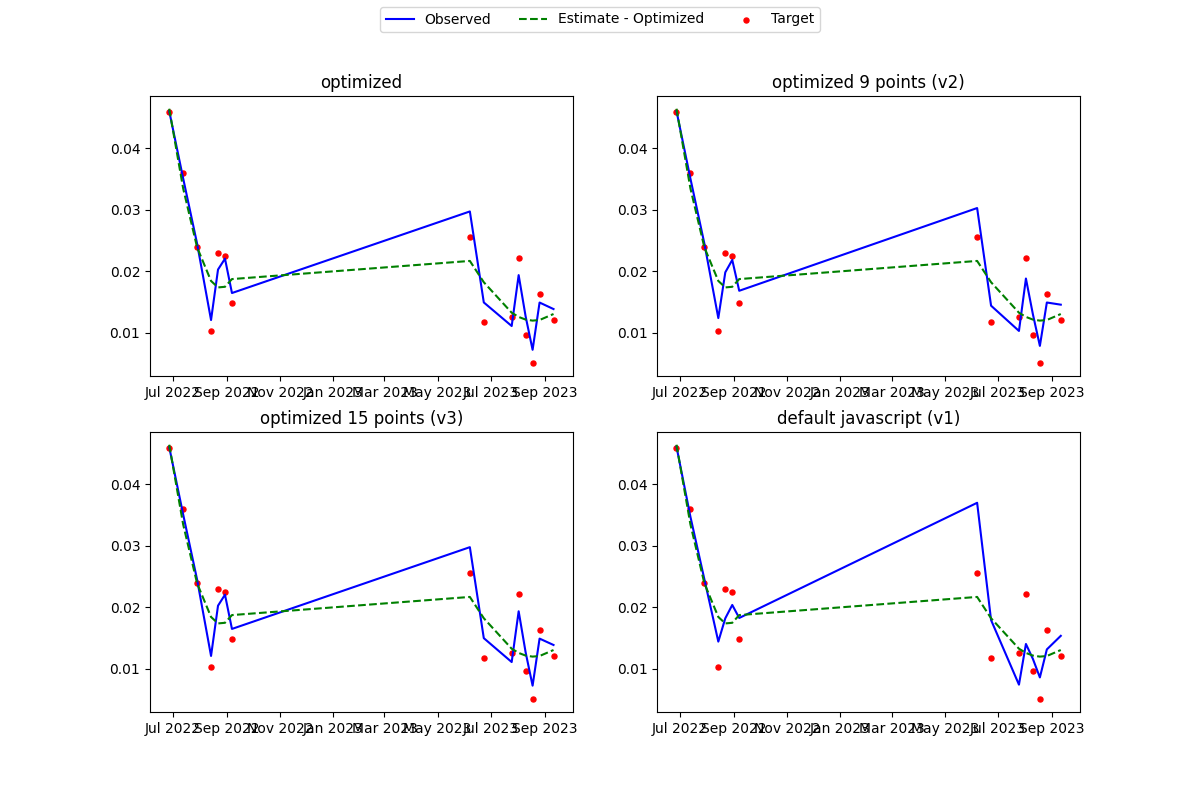 Observed Estimate - Optimized Target
optimized
optimized 9 points (v2)
0.04
0.03
0.02
0.01
Jul 2022 Sep 2022 Nov 2022 Jan 2023 Mar 2023 May 2023 Jul 2023 Sep 2023
0.04
0.03
0.02
0.01
Jul 2022 Sep 2022 Nov 2022 Jan 2023 Mar 2023 May 2023 Jul 2023 Sep 2023
optimized 15 points (v3)
default javascript (v1)
0.04
0.03
0.02
0.01
Jul 2022 Sep 2022 Nov 2022 Jan 2023 Mar 2023 May 2023 Jul 2023 Sep 2023
0.04
0.03
0.02
0.01
Jul 2022 Sep 2022 Nov 2022 Jan 2023 Mar 2023 May 2023 Jul 2023 Sep 2023